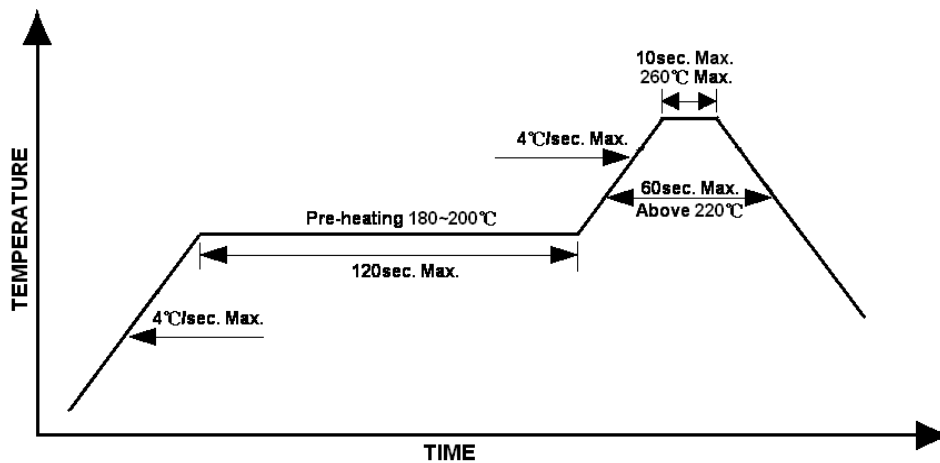 10sec. Max.
260℃ Max.
4℃/sec. Max.
60sec. Max.
Above 220℃
Pre-heating 180~200℃
120sec. Max.
4℃/sec. Max.
TEMPERATURE
TIME